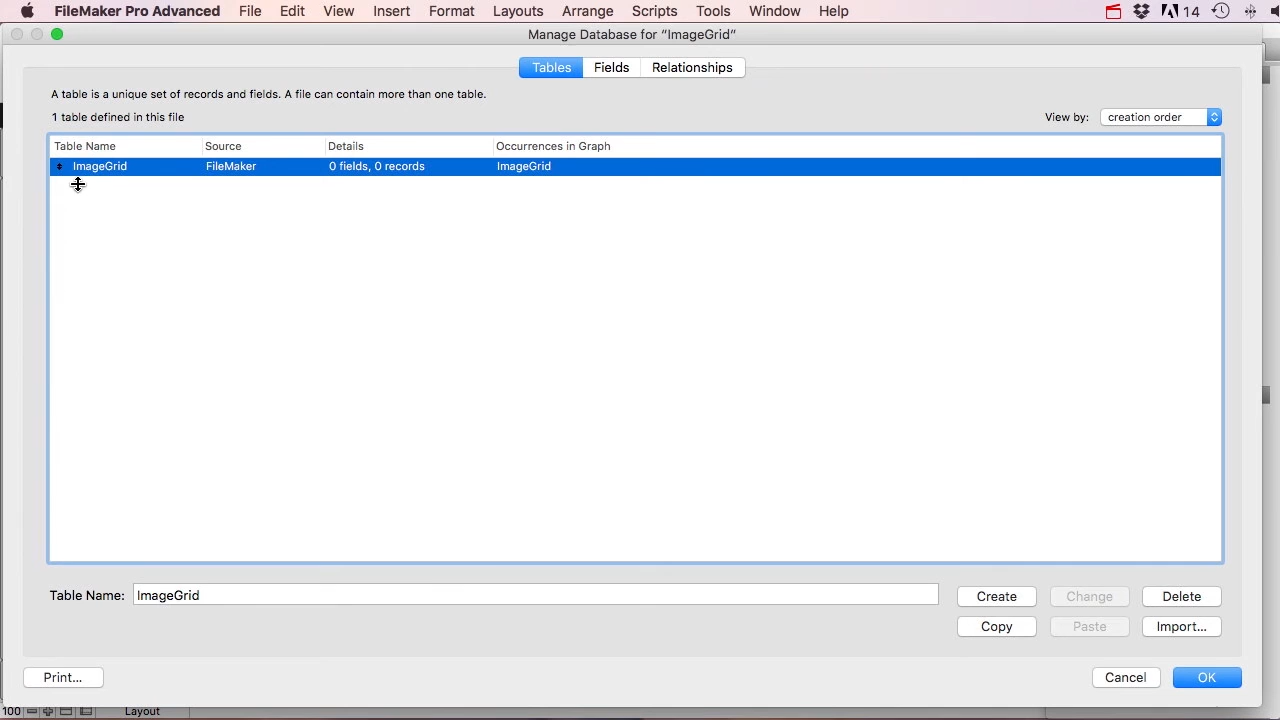 FileMaker Pro Advanced File Edit View Insert Format Layouts Arrange Scripts Tools Window Help 14
Manage Database for "ImageGrid"
Tables Fields Relationships
A table is a unique set of records and fields. A file can contain more than one table.
1 table defined in this file
View by: creation order
Table Name Source Details Occurrences in Graph
ImageGrid FileMaker 0 fields, 0 records ImageGrid
Table Name: ImageGrid
Create Change Delete
Copy Paste Import...
Print... Cancel OK
100 Layout